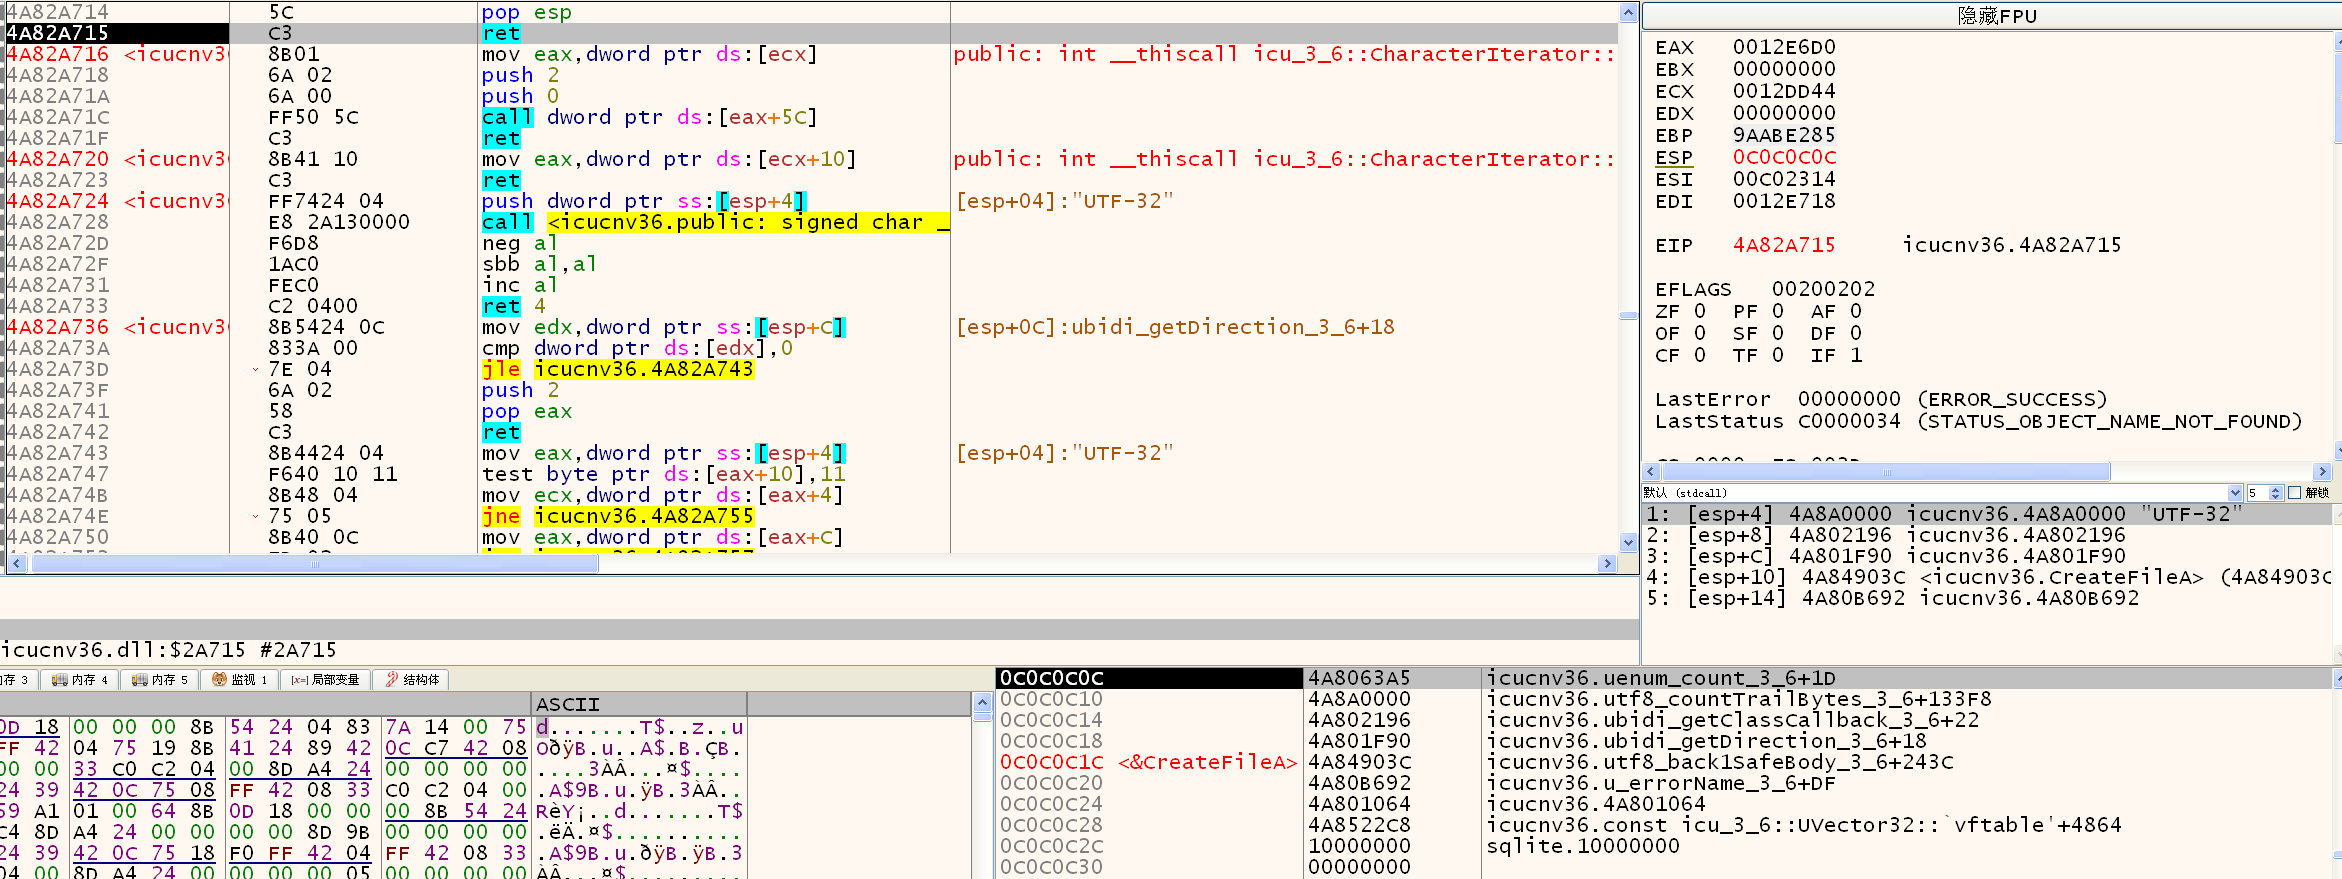 4A82A714 5C pop esp
4A82A715 C3 ret
4A82A716 <icucnv3 8B01 mov eax,dword ptr ds:[ecx] public: int __thiscall icu_3_6::CharacterIterator::
4A82A718 6A 02 push 2
4A82A71A 6A 00 push 0
4A82A71C FF50 5C call dword ptr ds:[eax+5C]
4A82A71F C3 ret
4A82A720 <icucnv3 8B41 10 mov eax,dword ptr ds:[ecx+10] public: int __thiscall icu_3_6::CharacterIterator::
4A82A723 C3 ret
4A82A724 <icucnv3 FF7424 04 push dword ptr ss:[esp+4] [esp+04]:"UTF-32"
4A82A728 E8 2A130000 call <icucnv36.public: signed char _
4A82A72D F6D8 neg al
4A82A72F 1AC0 sbb al,al
4A82A731 FEC0 inc al
4A82A733 C2 0400 ret 4
4A82A736 <icucnv3 8B5424 0C mov edx,dword ptr ss:[esp+C] [esp+0C]:ubidi_getDirection_3_6+18
4A82A73A 833A 00 cmp dword ptr ds:[edx],0
4A82A73D 7E 04 jle icucnv36.4A82A743
4A82A73F 6A 02 push 2
4A82A741 58 pop eax
4A82A742 C3 ret
4A82A743 8B4424 04 mov eax,dword ptr ss:[esp+4] [esp+04]:"UTF-32"
4A82A747 F640 10 11 test byte ptr ds:[eax+10],11
4A82A74B 8B48 04 mov ecx,dword ptr ds:[eax+4]
4A82A74E 75 05 jne icucnv36.4A82A755
4A82A750 8B40 0C mov eax,dword ptr ds:[eax+C]
icucnv36.dll:$2A715 #2A715
隐藏FPU
EAX 0012E6D0
EBX 00000000
ECX 0012DD44
EDX 00000000
EBP 9AABE285
ESP 0C0C0C0C
ESI 00C02314
EDI 0012E718
EIP 4A82A715 icucnv36.4A82A715
EFLAGS 00200202
ZF 0 PF 0 AF 0
OF 0 SF 0 DF 0
CF 0 TF 0 IF 1
LastError 00000000 (ERROR_SUCCESS)
LastStatus C0000034 (STATUS_OBJECT_NAME_NOT_FOUND)
默认 (stdcall) 5 解锁
1: [esp+4] 4A8A0000 icucnv36.4A8A0000 "UTF-32"
2: [esp+8] 4A802196 icucnv36.4A802196
3: [esp+C] 4A801F90 icucnv36.4A801F90
4: [esp+10] 4A84903C <icucnv36.CreateFileA> (4A84903C
5: [esp+14] 4A80B692 icucnv36.4A80B692
内存 3 内存 4 内存 5 监视 1 [x=] 局部变量 结构体
ASCII
0D 18 00 00 00 8B 54 24 04 83 7A 14 00 75 d.......T$..z..u
FF 42 04 75 19 8B 41 24 89 42 0C C7 42 08 OðÿB.u..A$.B.çB.
00 00 33 C0 C2 04 00 8D A4 24 00 00 00 00 ....3ÀÂ...¤$....
24 39 42 0C 75 08 FF 42 08 33 C0 C2 04 00 .A$9B.u.ÿB.3ÀÂ..
59 A1 01 00 64 8B 0D 18 00 00 00 8B 54 24 RèY¡..d.......T$
C4 8D A4 24 00 00 00 00 8D 9B 00 00 00 00 .ëÄ.¤$..........
24 39 42 0C 75 18 F0 FF 42 04 FF 42 08 33 .A$9B.u.ðÿB.ÿB.3
04 00 8D A4 24 00 00 00 00 05 00 00 00 00 ÀÂ...¤$.........
0C0C0C0C 4A8063A5 icucnv36.uenum_count_3_6+1D
0C0C0C10 4A8A0000 icucnv36.utf8_countTrailBytes_3_6+133F8
0C0C0C14 4A802196 icucnv36.ubidi_getClassCallback_3_6+22
0C0C0C18 4A801F90 icucnv36.ubidi_getDirection_3_6+18
0C0C0C1C <&CreateFileA> 4A84903C icucnv36.utf8_back1SafeBody_3_6+243C
0C0C0C20 4A80B692 icucnv36.u_errorName_3_6+DF
0C0C0C24 4A801064 icucnv36.4A801064
0C0C0C28 4A8522C8 icucnv36.const icu_3_6::UVector32::`vftable'+4864
0C0C0C2C 10000000 sqlite.10000000
0C0C0C30 00000000